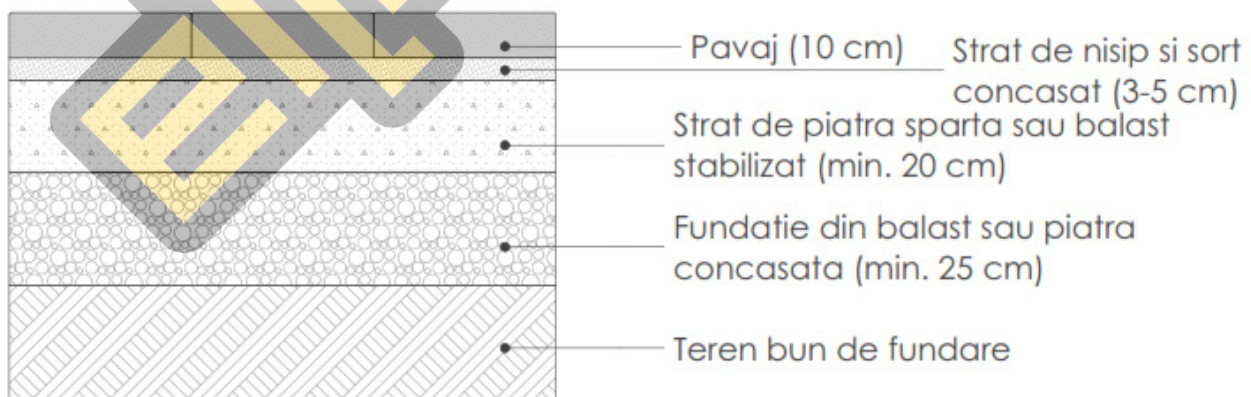 Pavaj (10 cm)
Strat de nisip si sort
concasat (3-5 cm)
Strat de piatra sparta sau balast
stabilizat (min. 20 cm)
Fundatie din balast sau piatra
concasata (min. 25 cm)
Teren bun de fundare